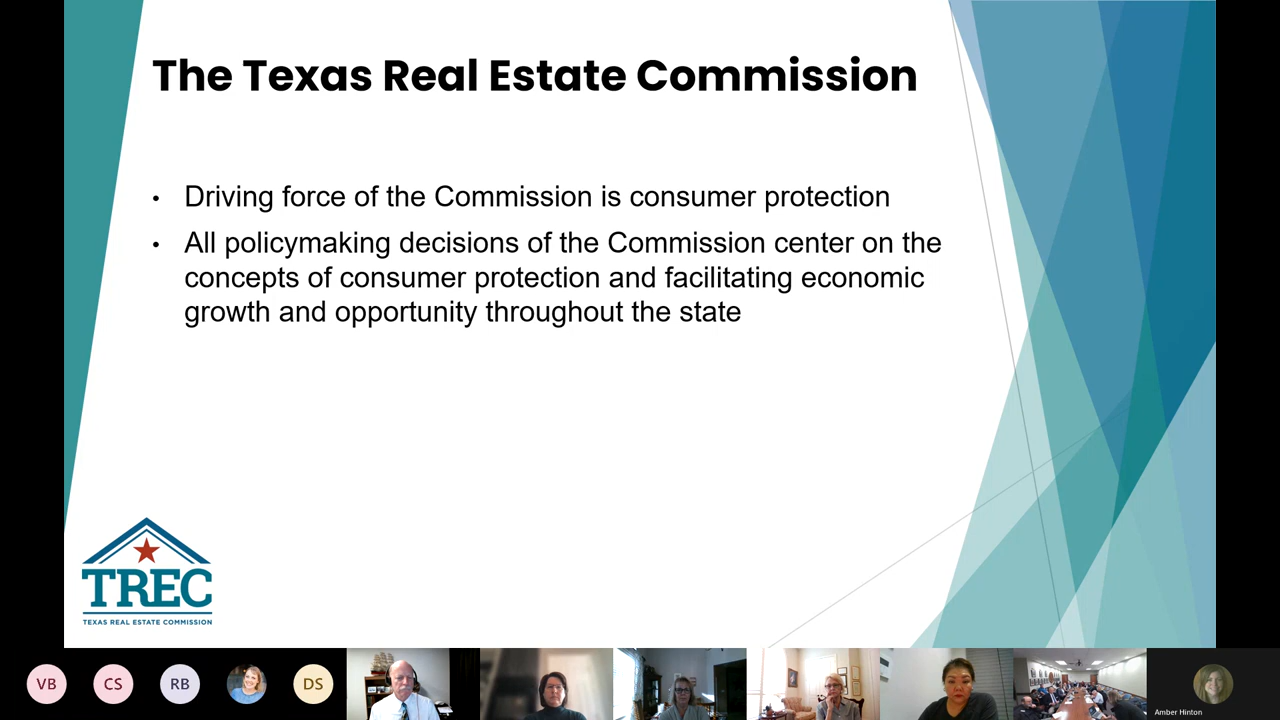 The Texas Real Estate Commission
• Driving force of the Commission is consumer protection
• All policymaking decisions of the Commission center on the
concepts of consumer protection and facilitating economic
growth and opportunity throughout the state
TREC
TEXAS REAL ESTATE COMMISSION
VB
CS
RB
DS
Amber Hinton